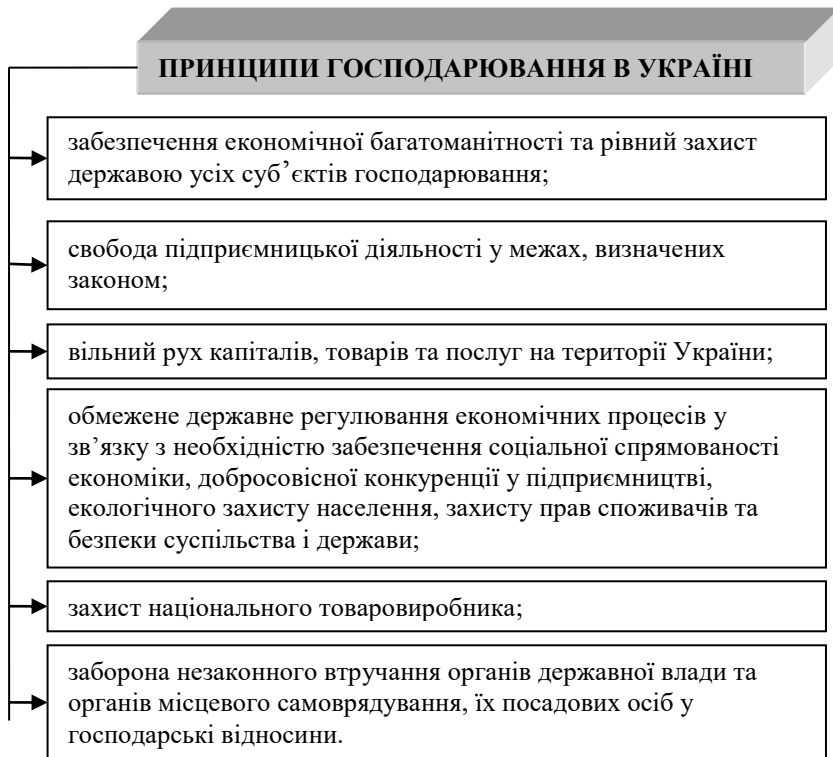 ПРИНЦИПИ ГОСПОДАРЮВАННЯ В УКРАЇНІ
забезпечення економічної багатоманітності та рівний захист
державою усіх суб’єктів господарювання;
свобода підприємницької діяльності у межах, визначених
законом;
вільний рух капіталів, товарів та послуг на території України;
обмежене державне регулювання економічних процесів у
зв’язку з необхідністю забезпечення соціальної спрямованості
економіки, добросовісної конкуренції у підприємництві,
екологічного захисту населення, захисту прав споживачів та
безпеки суспільства і держави;
захист національного товаровиробника;
заборона незаконного втручання органів державної влади та
органів місцевого самоврядування, їх посадових осіб у
господарські відносини.